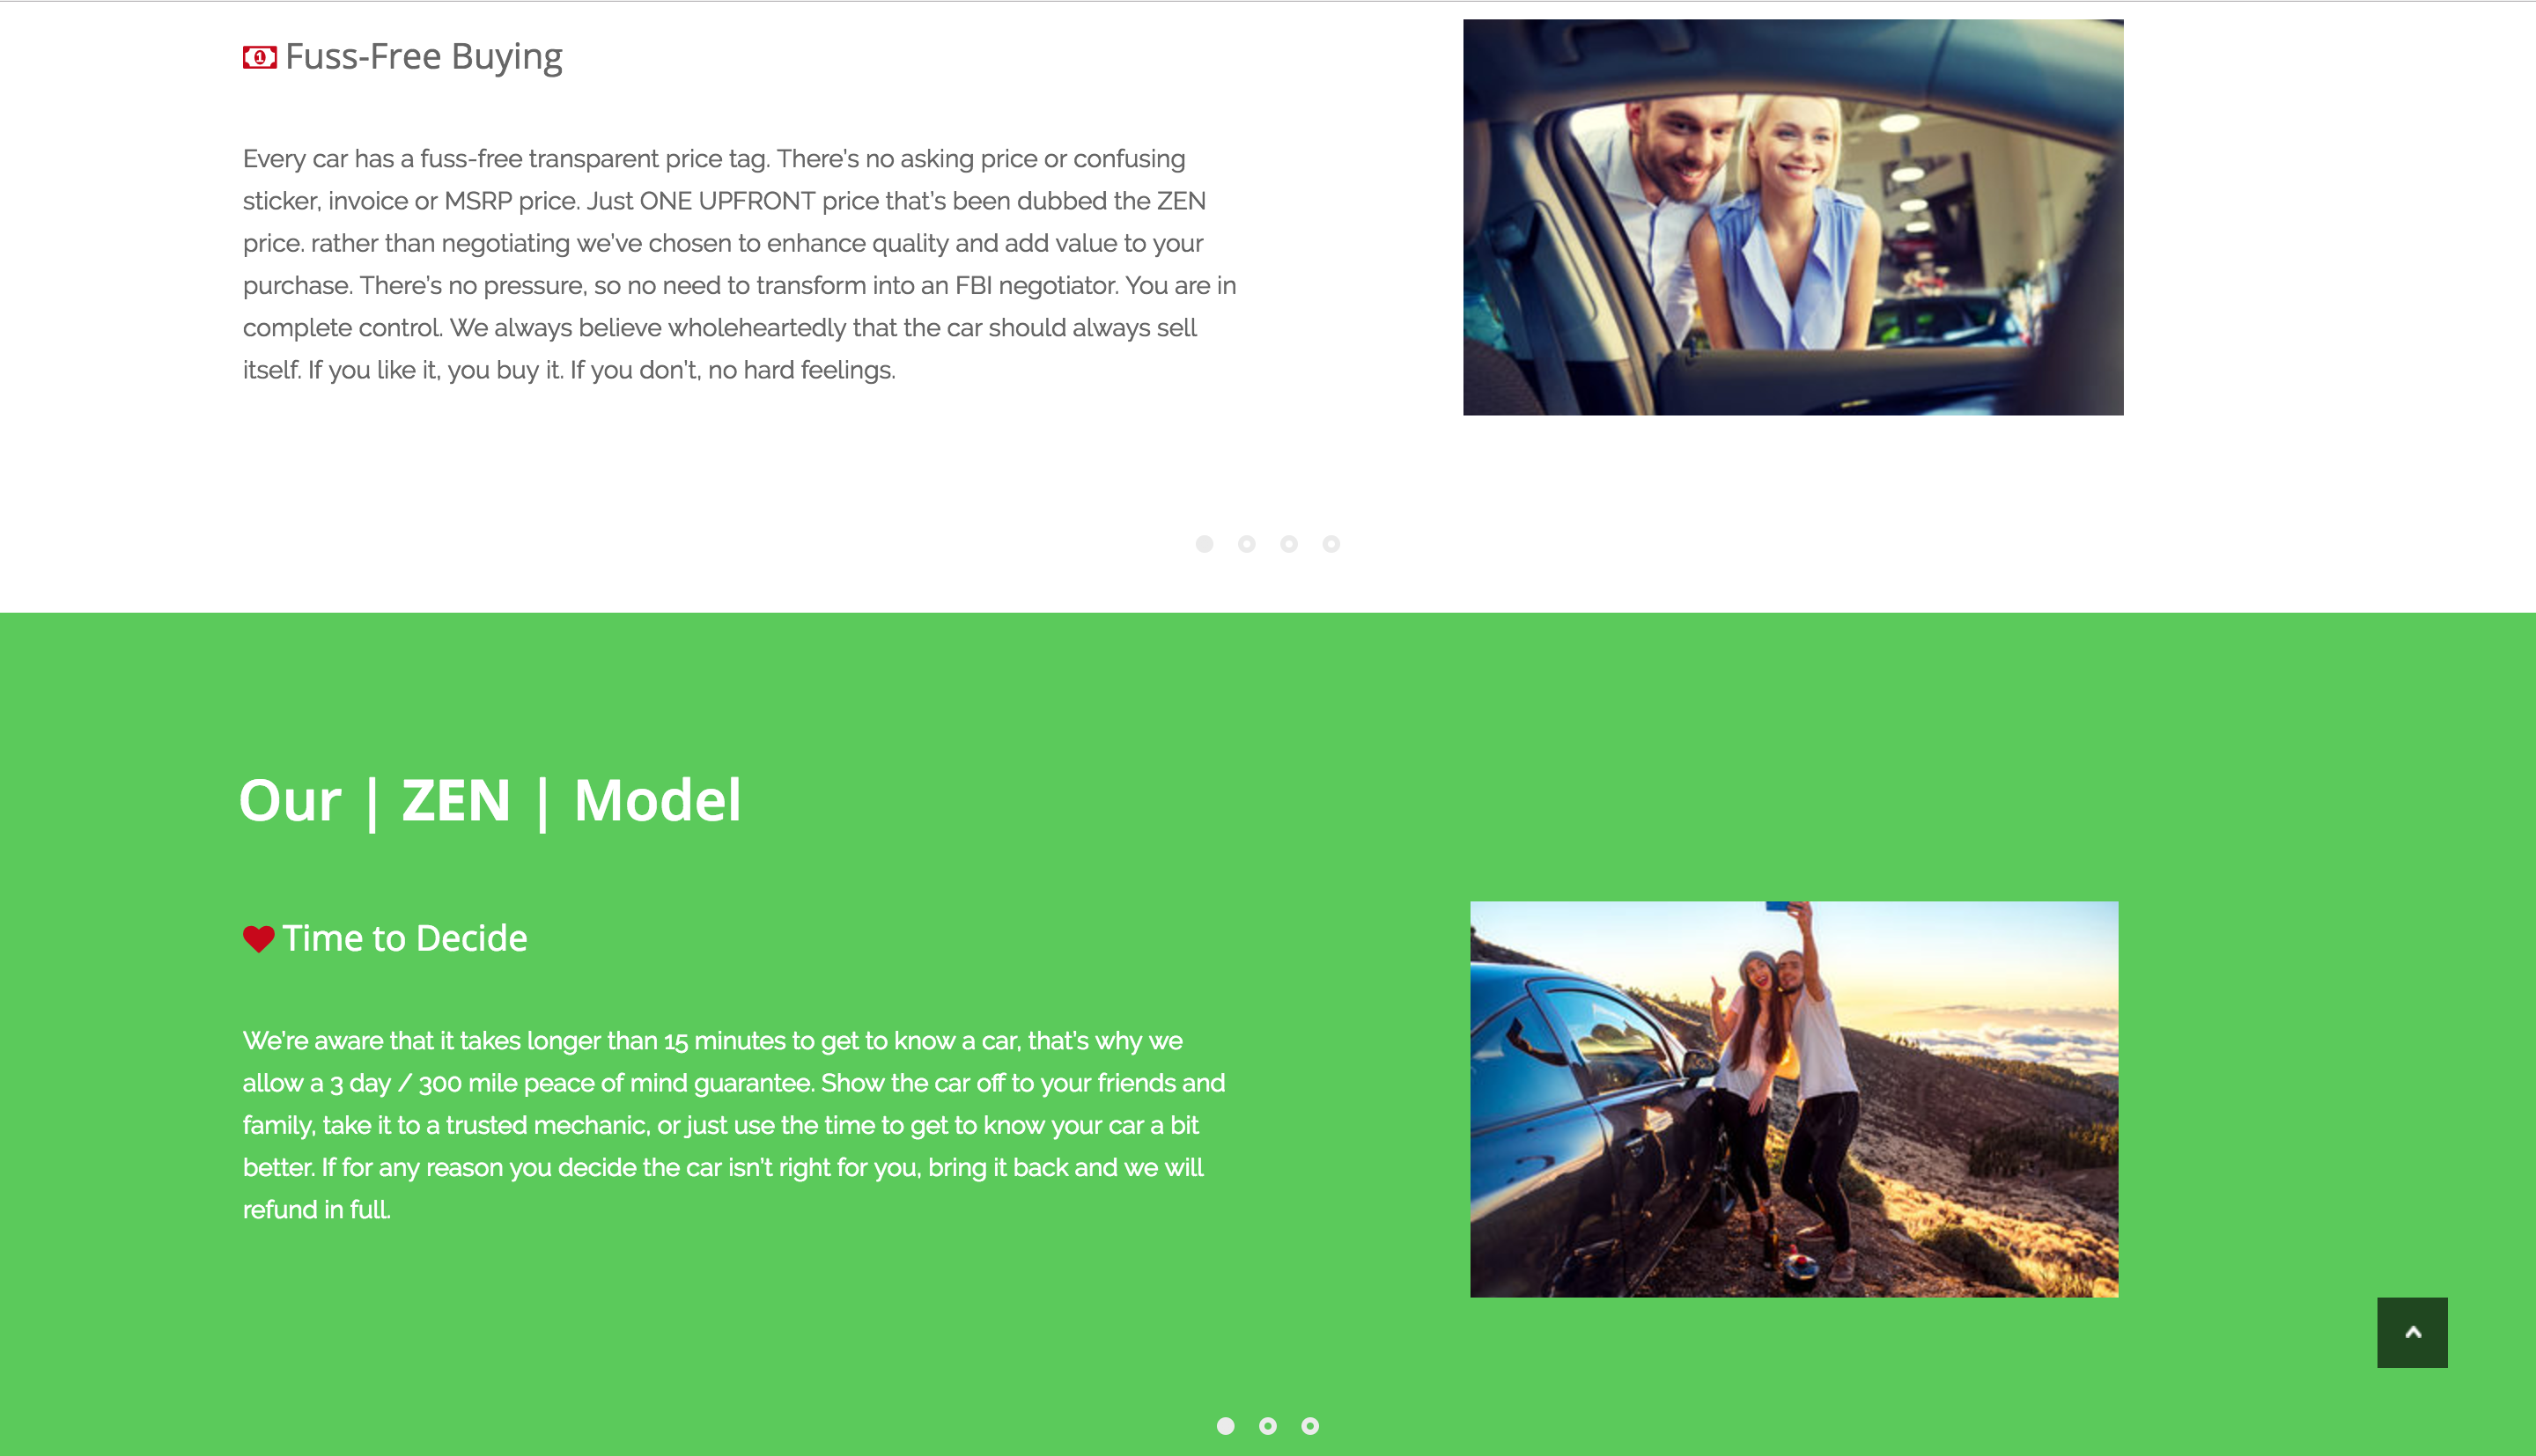 Fuss-Free Buying
Every car has a fuss-free transparent price tag. There's no asking price or confusing
sticker, invoice or MSRP price. Just ONE UPFRONT price that's been dubbed the ZEN
price. rather than negotiating we've chosen to enhance quality and add value to your
purchase. There's no pressure, so no need to transform into an FBI negotiator. You are in
complete control. We always believe wholeheartedly that the car should always sell
itself. If you like it, you buy it. If you don't, no hard feelings.
Our | ZEN | Model
Time to Decide
We're aware that it takes longer than 15 minutes to get to know a car, that's why we
allow a 3 day / 300 mile peace of mind guarantee. Show the car off to your friends and
family, take it to a trusted mechanic, or just use the time to get to know your car a bit
better. If for any reason you decide the car isn't right for you, bring it back and we will
refund in full.